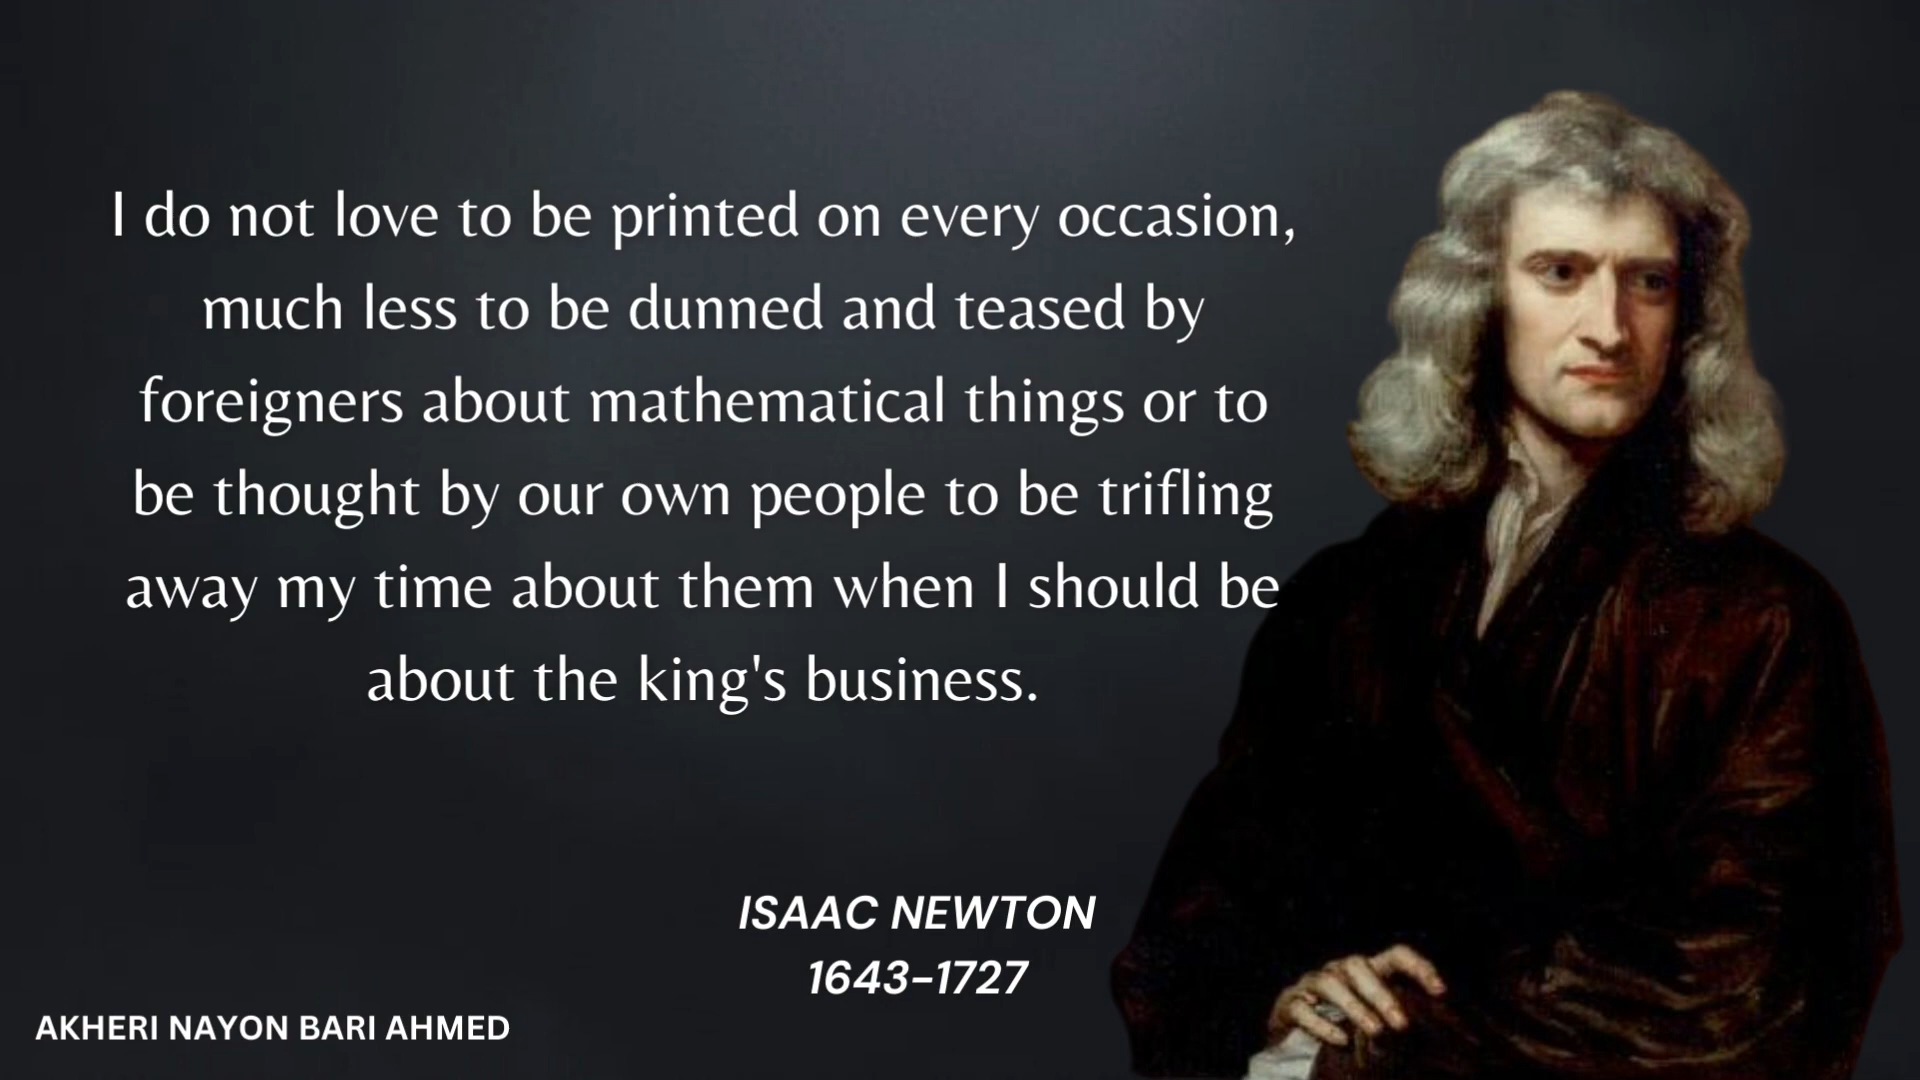 I do not love to be printed on every occasion,
much less to be dunned and teased by
foreigners about mathematical things or to
be thought by our own people to be trifling
away my time about them when I should be
about the king's business.
ISAAC NEWTON
1643–1727
AKHERI NAYON BARI AHMED